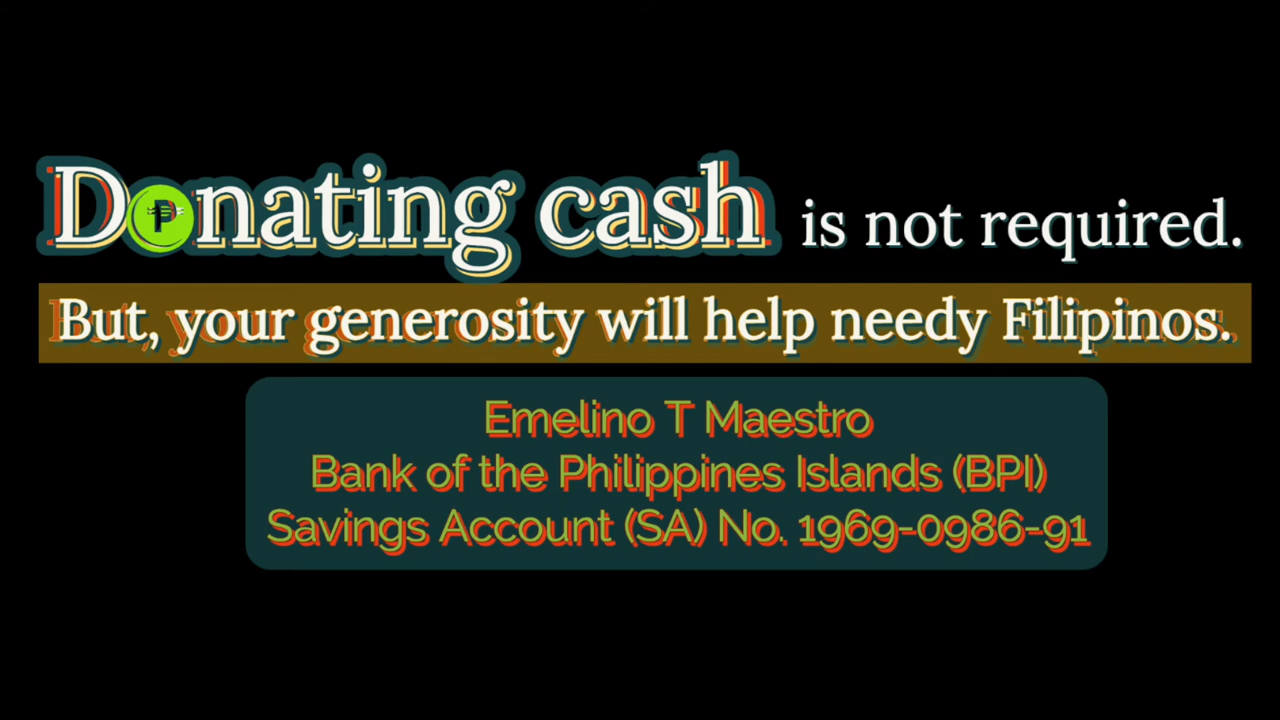 Donating cash is not required.
But, your generosity will help needy Filipinos.
Emelino T Maestro
Bank of the Philippines Islands (BPI)
Savings Account (SA) No. 1969-0986-91